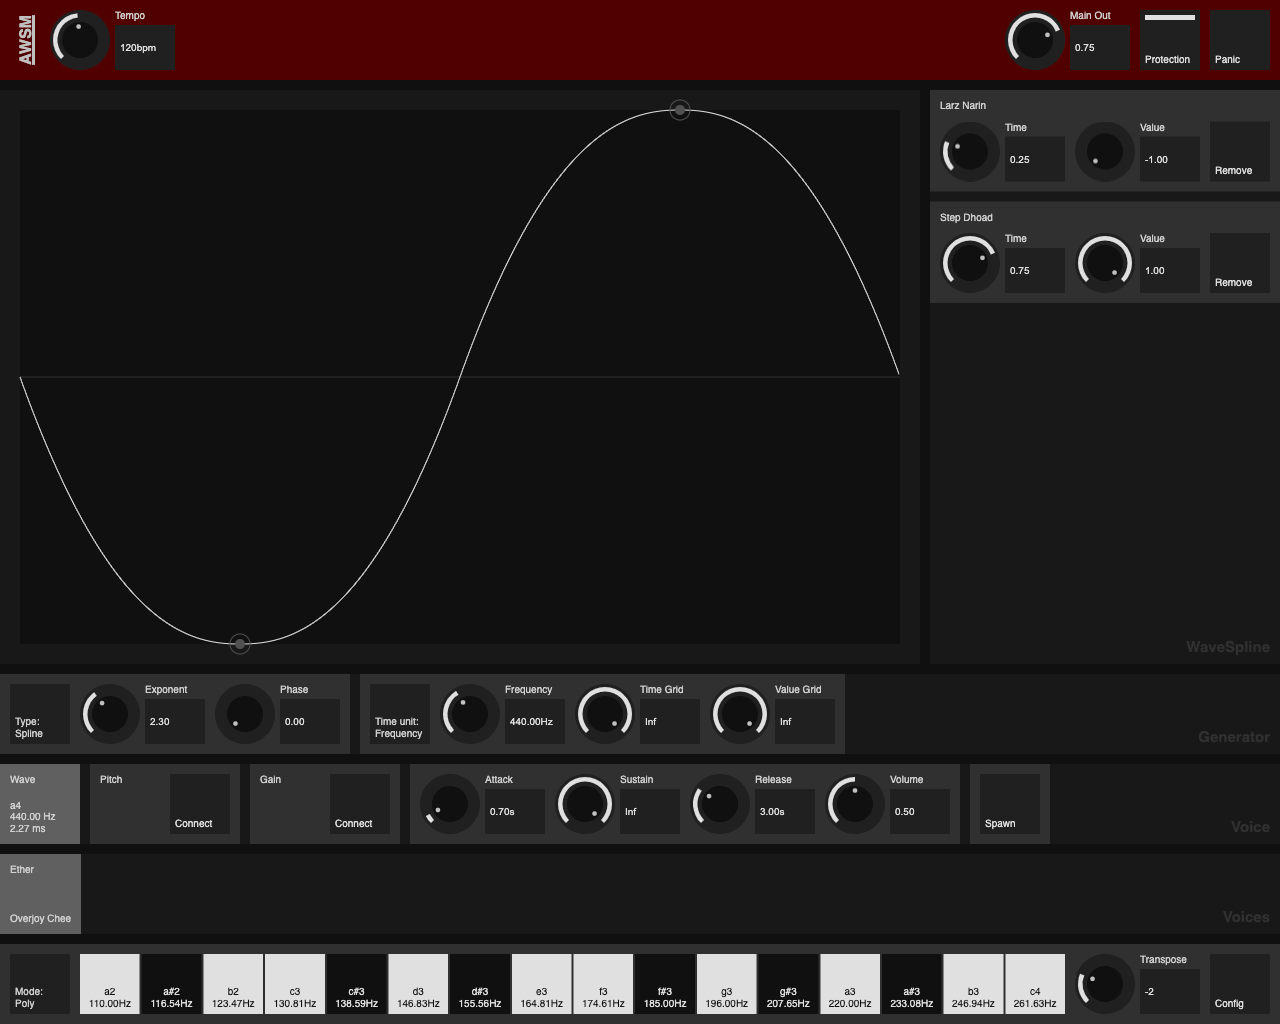 AWSM
Tempo
120bpm
Main Out
0.75
Protection
Panic
Larz Narin
Time
0.25
Value
-1.00
Remove
Step Dhoad
Time
0.75
Value
1.00
Remove
WaveSpline
Type:
Spline
Exponent
2.30
Phase
0.00
Time unit:
Frequency
Frequency
440.00Hz
Time Grid
Inf
Value Grid
Inf
Generator
Wave
a4
440.00 Hz
2.27 ms
Pitch
Connect
Gain
Connect
Attack
0.70s
Sustain
Inf
Release
3.00s
Volume
0.50
Spawn
Voice
Ether
Overjoy Chee
Voices
Mode:
Poly
a2
110.00Hz
a#2
116.54Hz
b2
123.47Hz
c3
130.81Hz
c#3
138.59Hz
d3
146.83Hz
d#3
155.56Hz
e3
164.81Hz
f3
174.61Hz
f#3
185.00Hz
g3
196.00Hz
g#3
207.65Hz
a3
220.00Hz
a#3
233.08Hz
b3
246.94Hz
c4
261.63Hz
Transpose
-2
Config